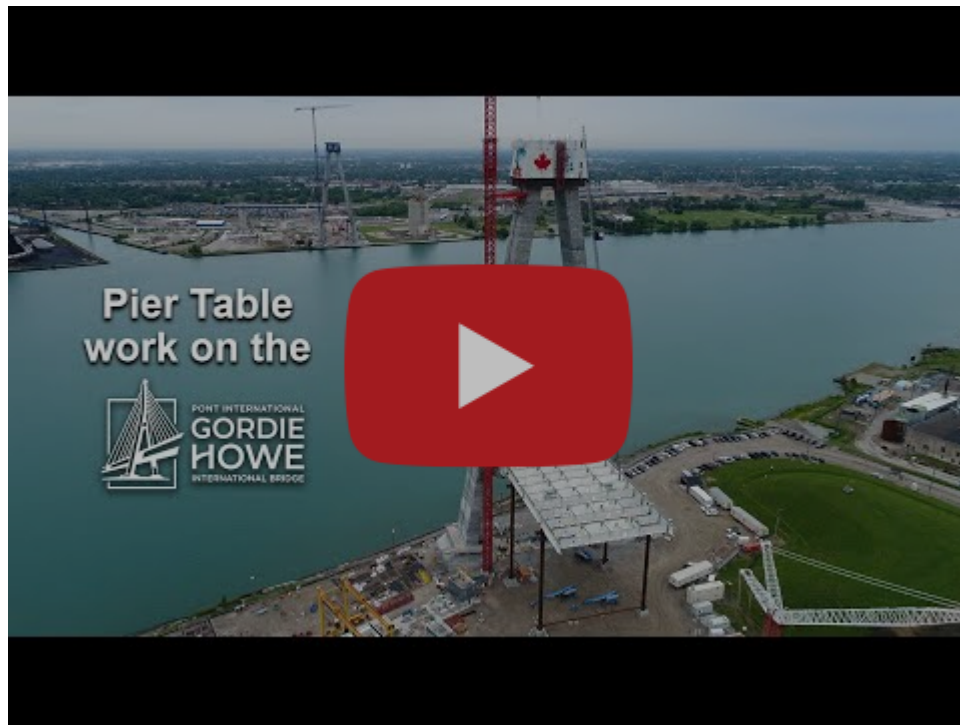 Pier Table
work on the
PONT INTERNATIONAL
GORDIE
HOWE
INTERNATIONAL BRIDGE